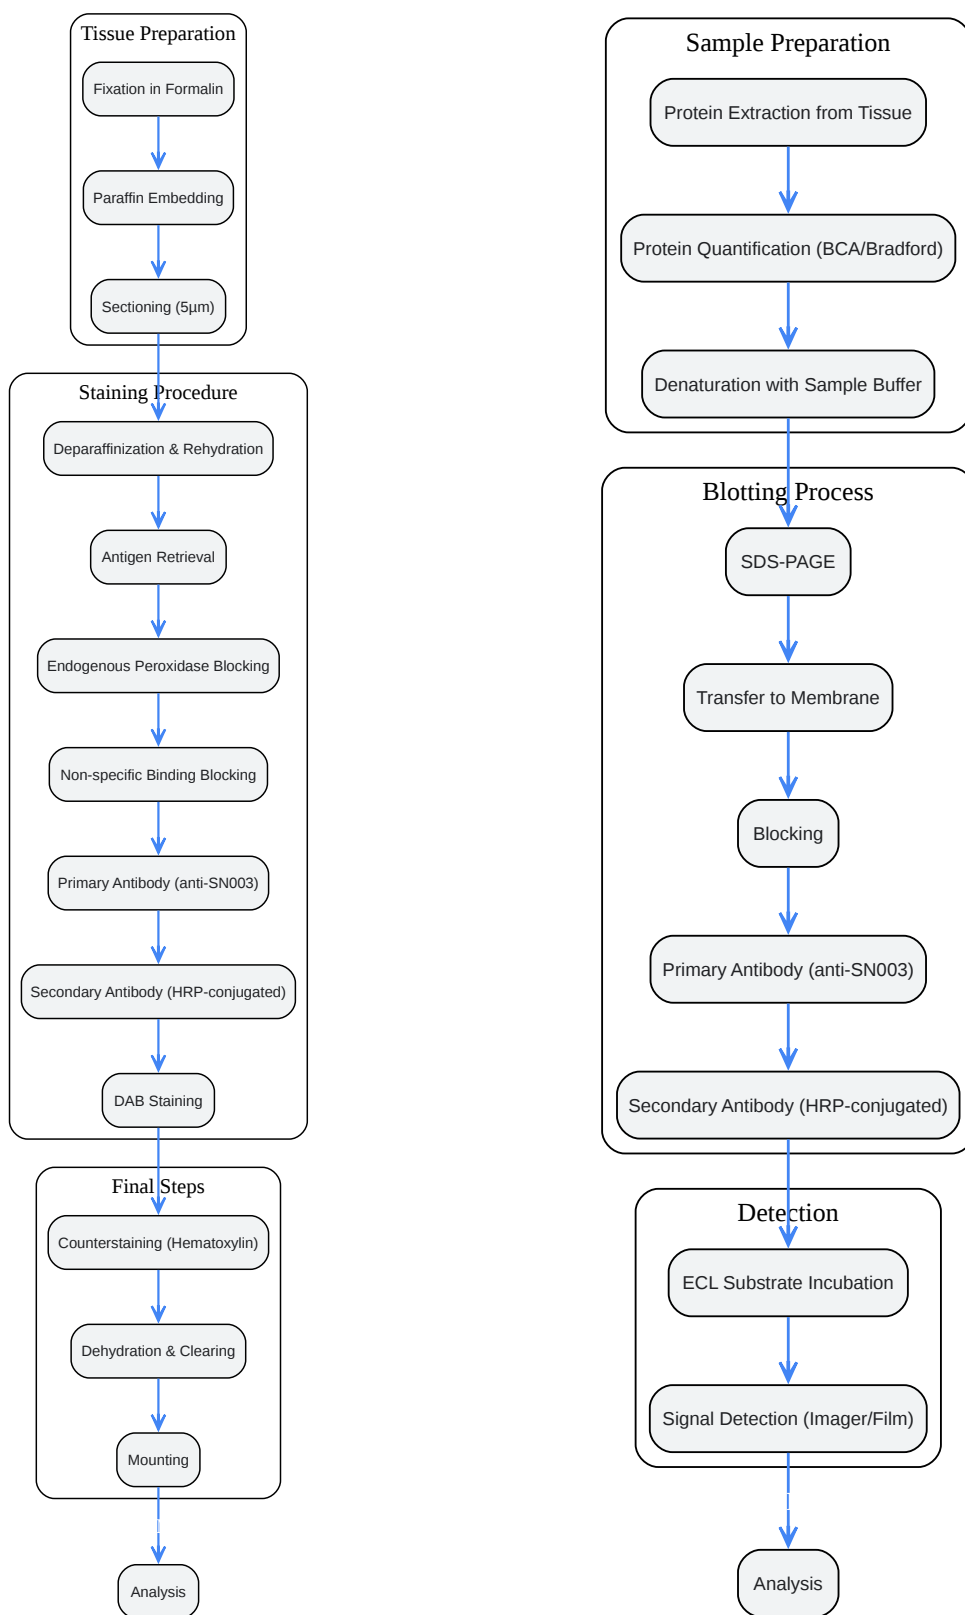 Tissue Preparation
Fixation in Formalin
Paraffin Embedding
Sectioning (5µm)
Staining Procedure
Deparaffinization & Rehydration
Antigen Retrieval
Endogenous Peroxidase Blocking
Non-specific Binding Blocking
Primary Antibody (anti-SN003)
Secondary Antibody (HRP-conjugated)
DAB Staining
Final Steps
Counterstaining (Hematoxylin)
Dehydration & Clearing
Mounting
Analysis
Sample Preparation
Protein Extraction from Tissue
Protein Quantification (BCA/Bradford)
Denaturation with Sample Buffer
Blotting Process
SDS-PAGE
Transfer to Membrane
Blocking
Primary Antibody (anti-SN003)
Secondary Antibody (HRP-conjugated)
Detection
ECL Substrate Incubation
Signal Detection (Imager/Film)
Analysis